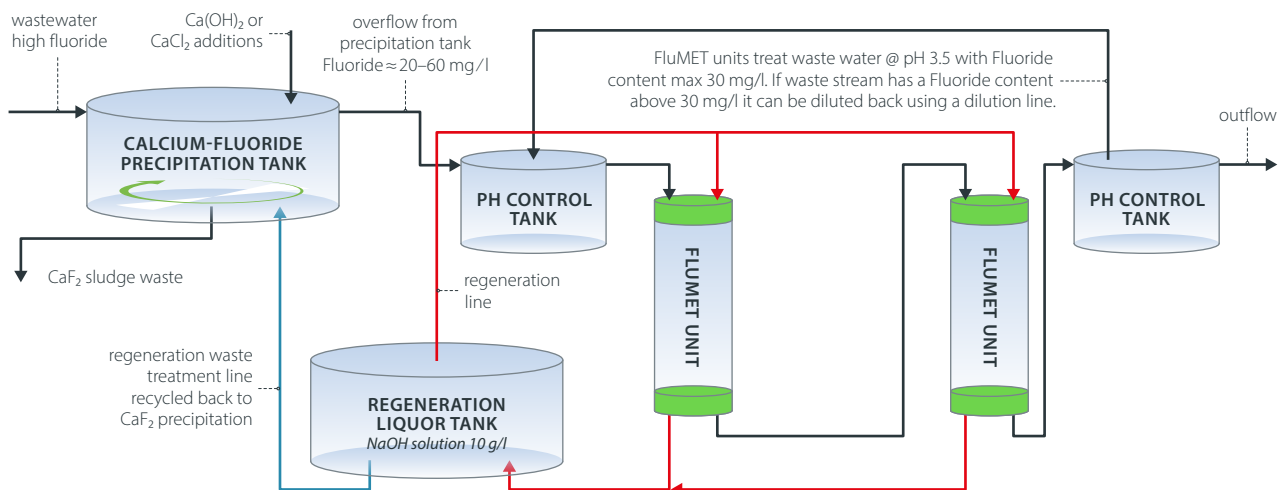 wastewater
high fluoride
Ca(OH)₂ or
CaCl₂ additions
overflow from
precipitation tank
Fluoride ≈ 20–60 mg/l
FluMET units treat waste water @ pH 3.5 with Fluoride
content max 30 mg/l. If waste stream has a Fluoride content
above 30 mg/l it can be diluted back using a dilution line.
outflow
CALCIUM-FLUORIDE
PRECIPITATION TANK
PH CONTROL
TANK
FLUMET UNIT
FLUMET UNIT
PH CONTROL
TANK
CaF₂ sludge waste
regeneration
line
regeneration waste
treatment line
recycled back to
CaF₂ precipitation
REGENERATION
LIQUOR TANK
NaOH solution 10 g/l